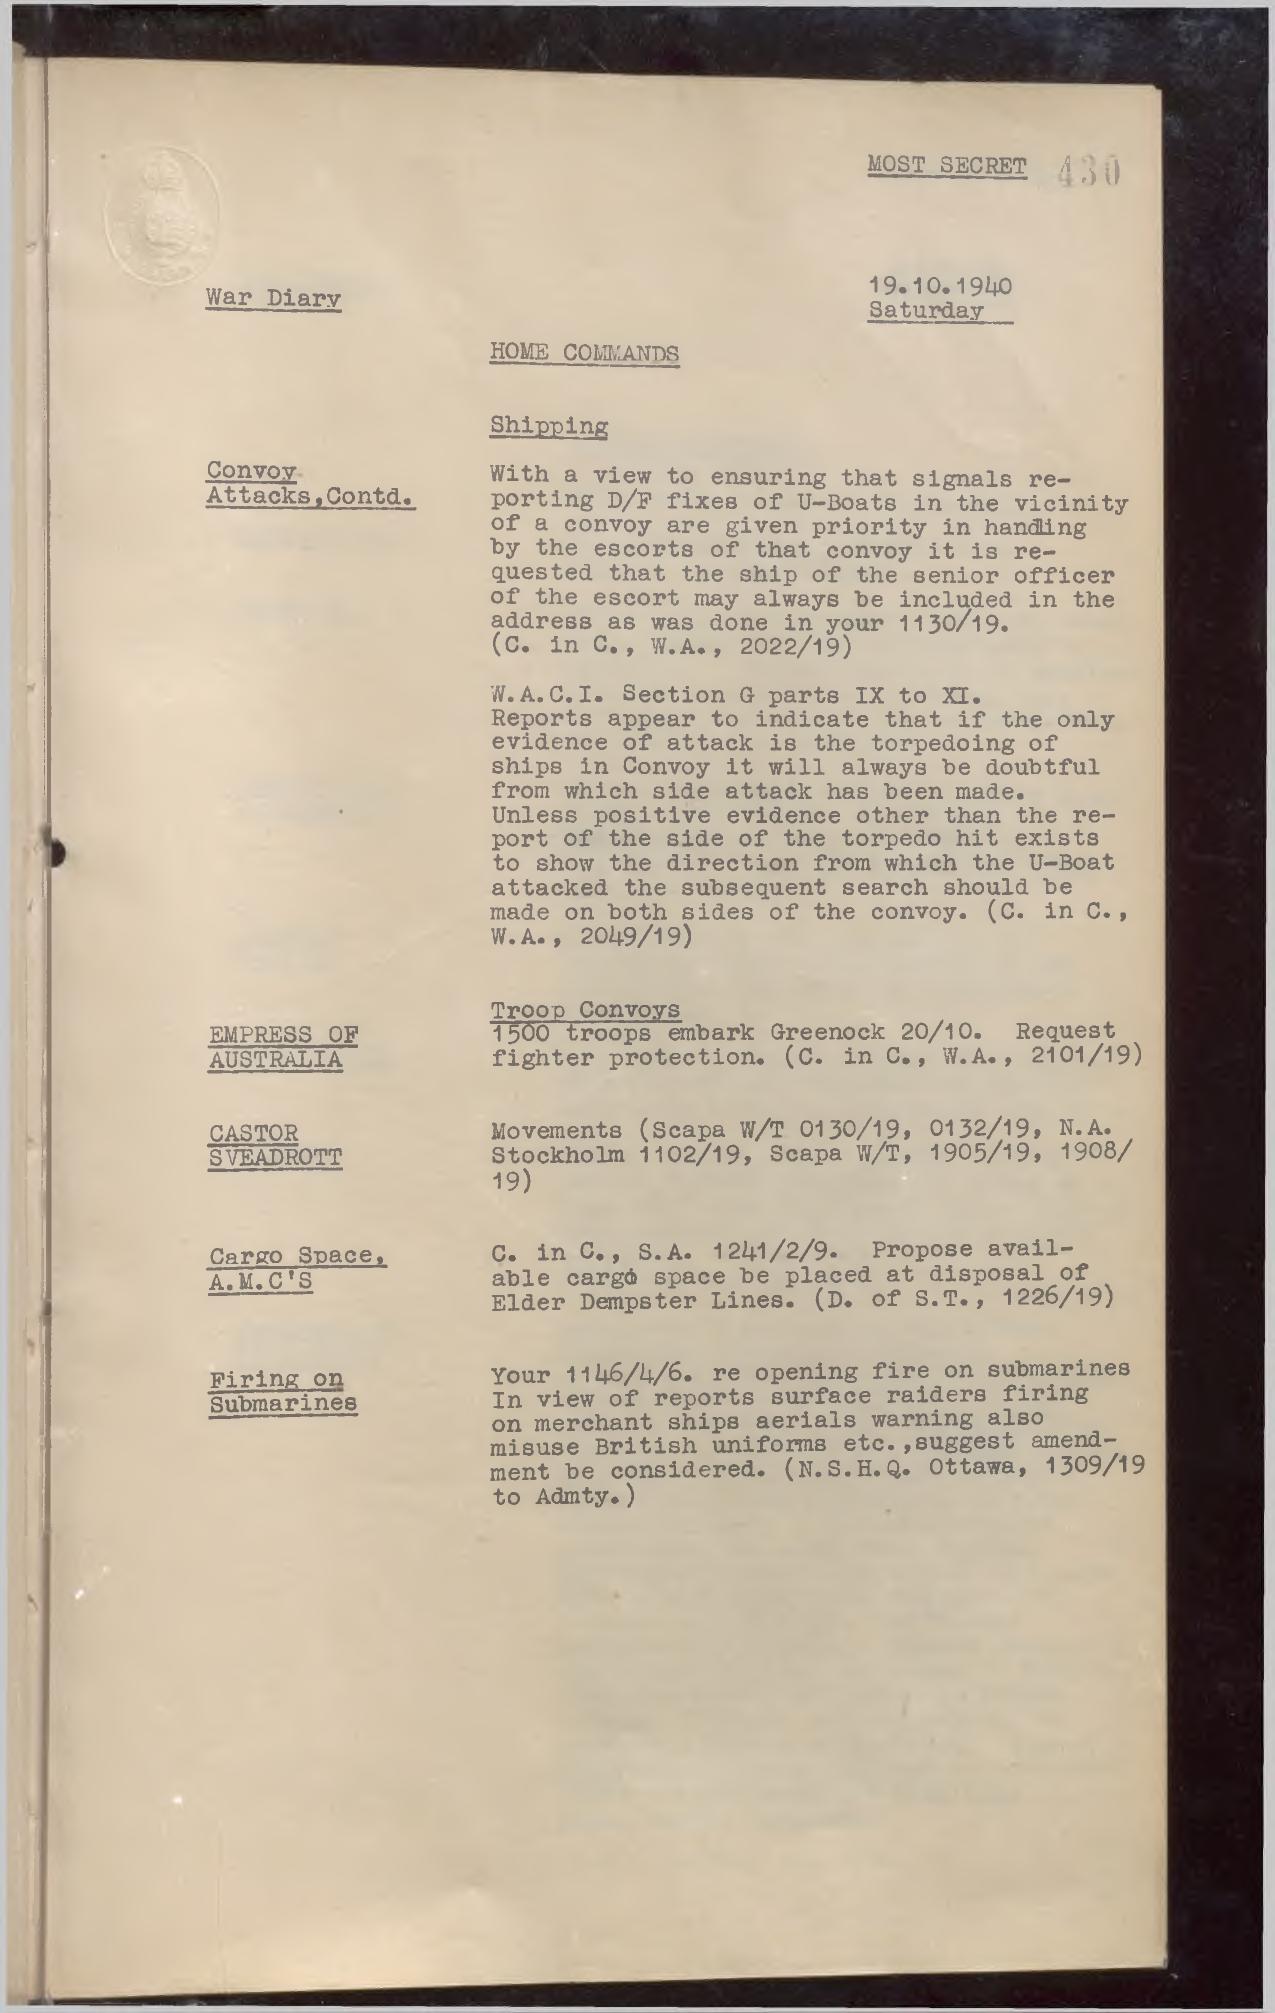 MOST SECRET 430
War Diary
19.10.1940
Saturday
HOME COMMANDS
Shipping
Convoy
Attacks,Contd.
With a view to ensuring that signals re-
porting D/F fixes of U-Boats in the vicinity
of a convoy are given priority in handling
by the escorts of that convoy it is re-
quested that the ship of the senior officer
of the escort may always be included in the
address as was done in your 1130/19.
(C. in C., W.A., 2022/19)
W.A.C.I. Section G parts IX to XI.
Reports appear to indicate that if the only
evidence of attack is the torpedoing of
ships in Convoy it will always be doubtful
from which side attack has been made.
Unless positive evidence other than the re-
port of the side of the torpedo hit exists
to show the direction from which the U-Boat
attacked the subsequent search should be
made on both sides of the convoy. (C. in C.,
W.A., 2049/19)
Troop Convoys
EMPRESS OF
AUSTRALIA
1500 troops embark Greenock 20/10. Request
fighter protection. (C. in C., W.A., 2101/19)
CASTOR
SVEADROTT
Movements (Scapa W/T 0130/19, 0132/19, N.A.
Stockholm 1102/19, Scapa W/T, 1905/19, 1908/
19)
Cargo Space,
A.M.C'S
C. in C., S.A. 1241/2/9. Propose avail-
able cargo space be placed at disposal of
Elder Dempster Lines. (D. of S.T., 1226/19)
Firing on
Submarines
Your 1146/4/6. re opening fire on submarines
In view of reports surface raiders firing
on merchant ships aerials warning also
misuse British uniforms etc.,suggest amend-
ment be considered. (N.S.H.Q. Ottawa, 1309/19
to Admty.)